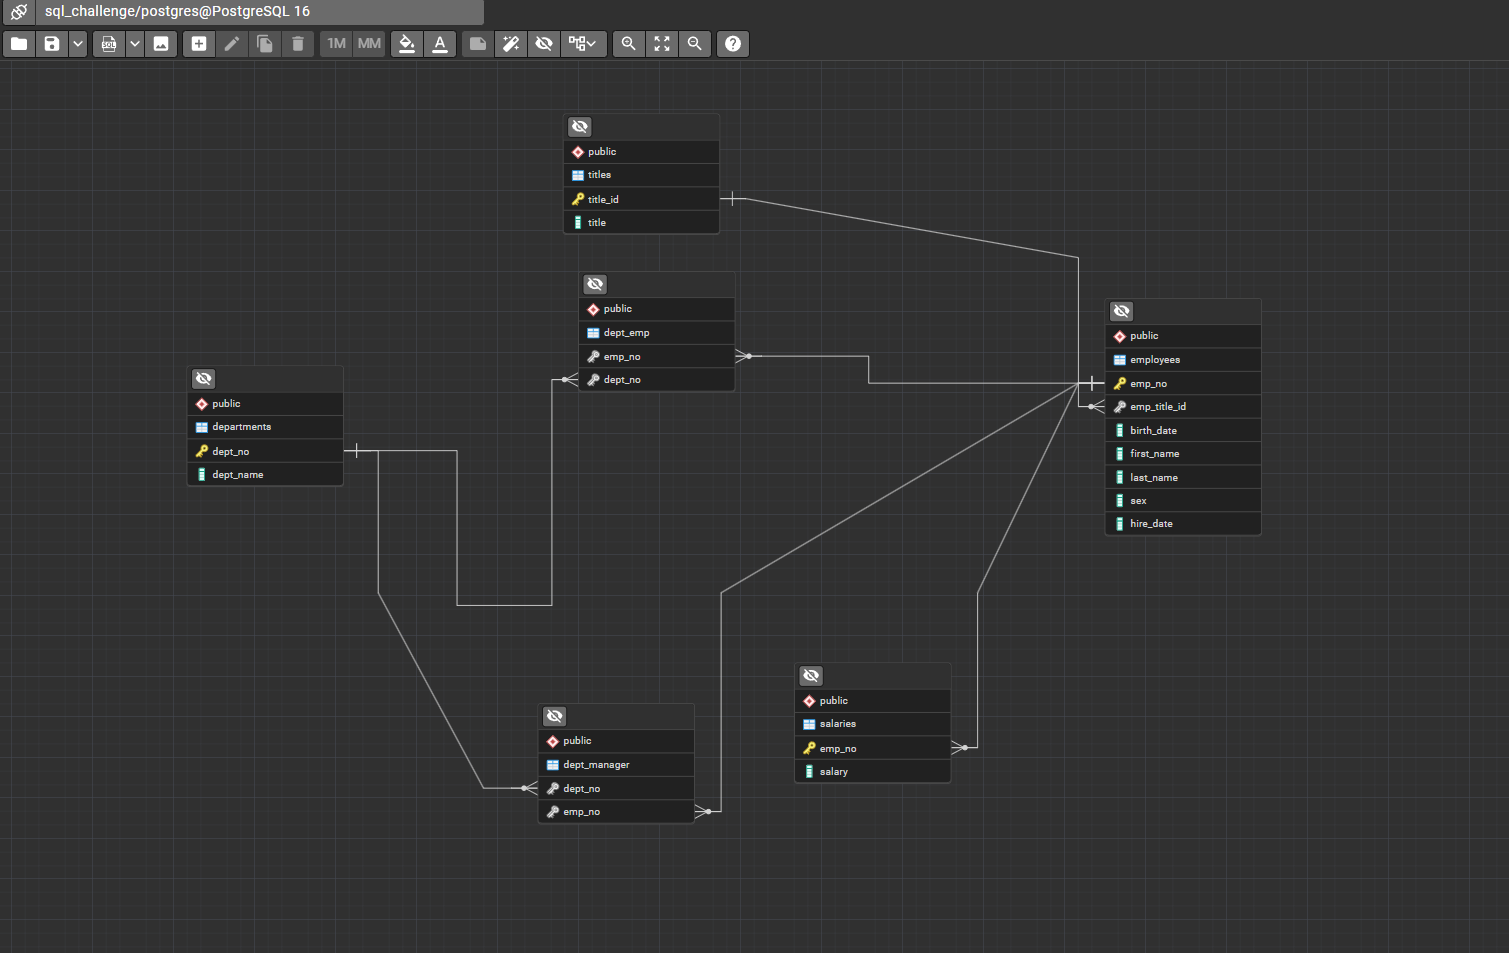 sql_challenge/postgres@PostgreSQL 16
SQL
1M
MM
A
public
titles
title_id
title
public
dept_emp
emp_no
dept_no
public
employees
emp_no
emp_title_id
birth_date
first_name
last_name
sex
hire_date
public
departments
dept_no
dept_name
public
salaries
emp_no
salary
public
dept_manager
dept_no
emp_no